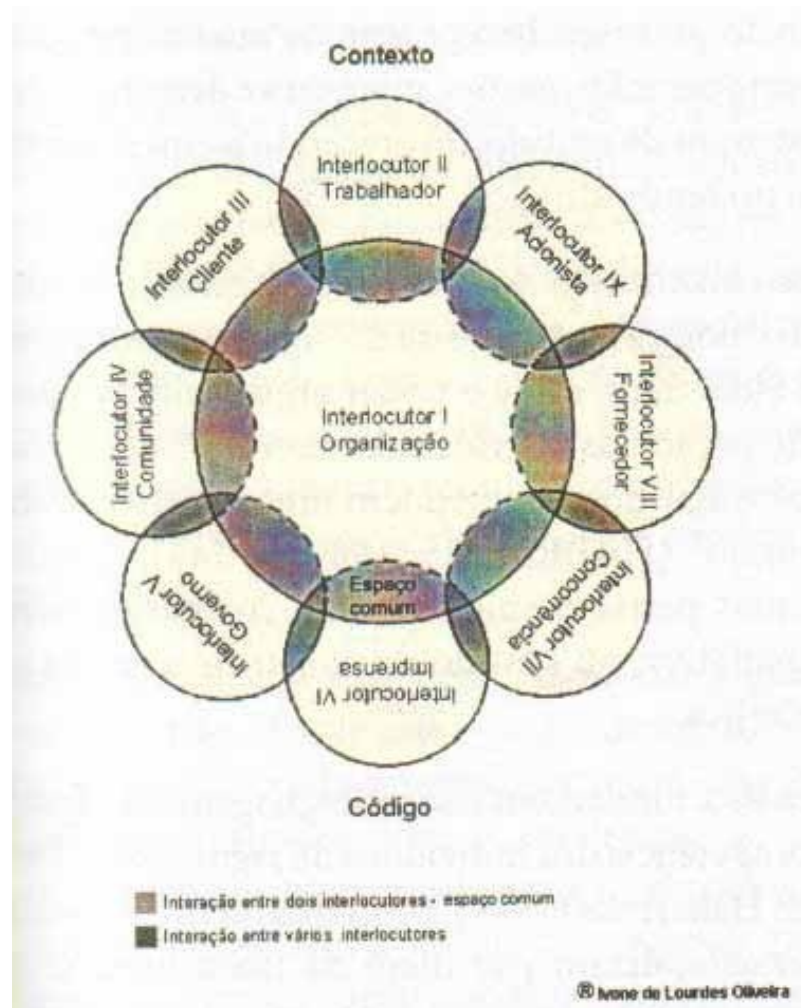 Contexto
Interlocutor II
Trabalhador
Interlocutor III
Cliente
Interlocutor IX
Adonista
Interlocutor IV
Comunidade
Interlocutor I
Organização
Interlocutor VIII
Fornecedor
Interlocutor V
Governo
Espaço
comum
Interlocutor VI
Imprensa
Interlocutor VII
Concomância
Código
Interação entre dois interlocutores - espaço comum
Interação entre vários interlocutores
® Ivone de Lourdes Oliveira